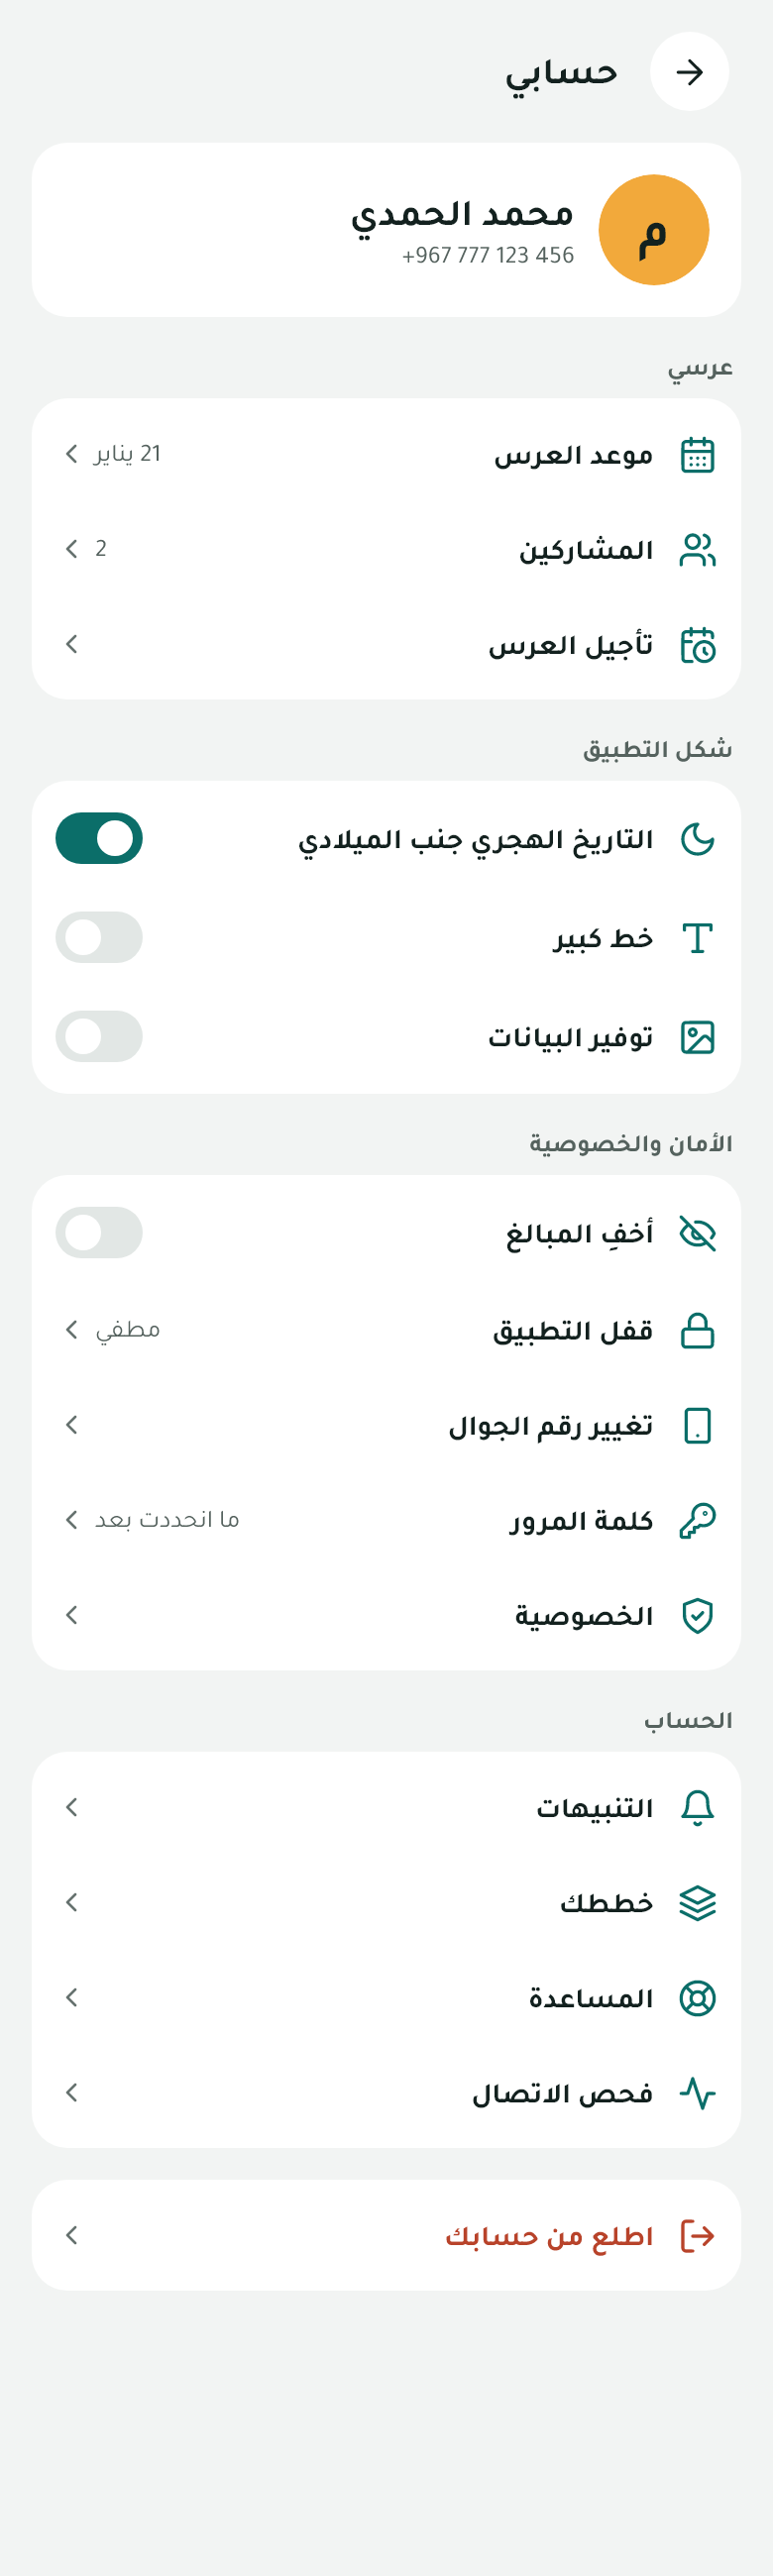 حسابي
م
محمد الحمدي
+967 777 123 456
عرسي
موعد العرس
21 يناير
المشاركين
2
تأجيل العرس
شكل التطبيق
التاريخ الهجري جنب الميلادي
خط كبير
توفير البيانات
الأمان والخصوصية
أخفِ المبالغ
قفل التطبيق
مطفي
تغيير رقم الجوال
كلمة المرور
ما انحددت بعد
الخصوصية
الحساب
التنبيهات
خططك
المساعدة
فحص الاتصال
اطلع من حسابك